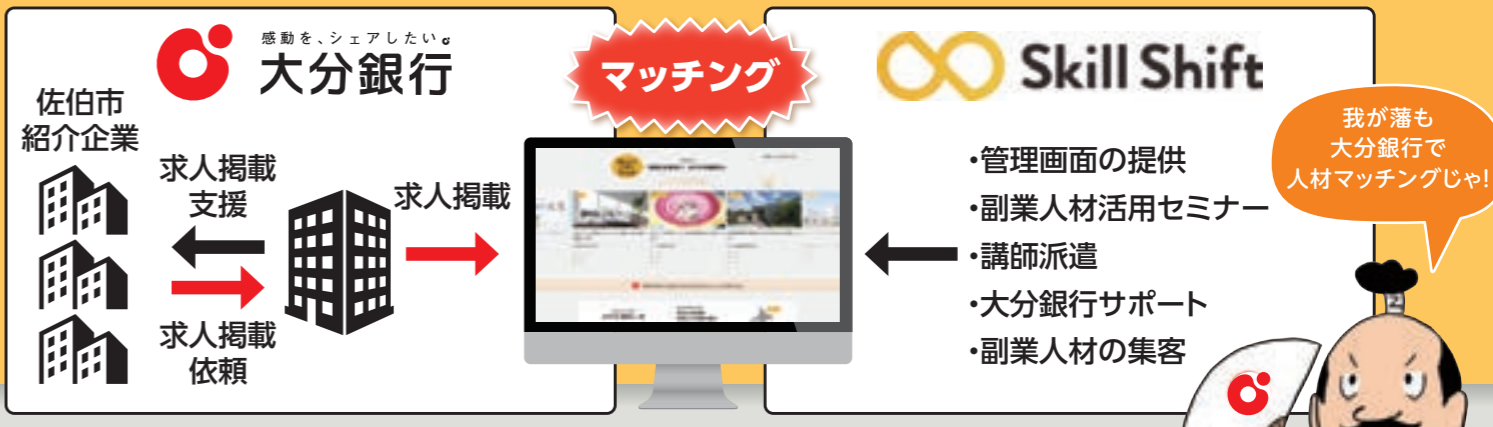 感動を、シェアしたい。
大分銀行
佐伯市
紹介企業
求人掲載
支援
求人掲載
依頼
求人掲載
マッチング
Skill Shift
・管理画面の提供
・副業人材活用セミナー
・講師派遣
・大分銀行サポート
・副業人材の集客
我が藩も
大分銀行で
人材マッチングじゃ!